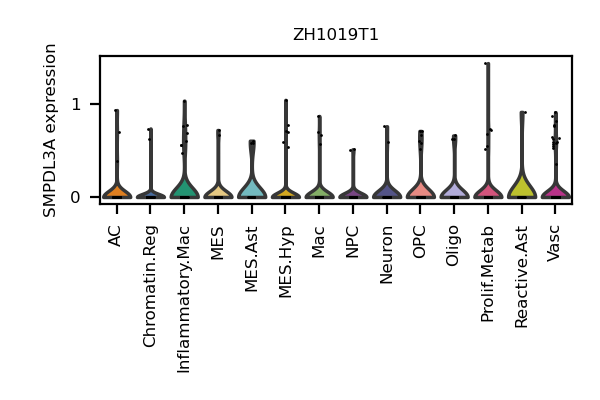 ZH1019T1
SMPDL3A expression
1
0
AC
Chromatin.Reg
Inflammatory.Mac
MES
MES.Ast
MES.Hyp
Mac
NPC
Neuron
OPC
Oligo
Prolif.Metab
Reactive.Ast
Vasc